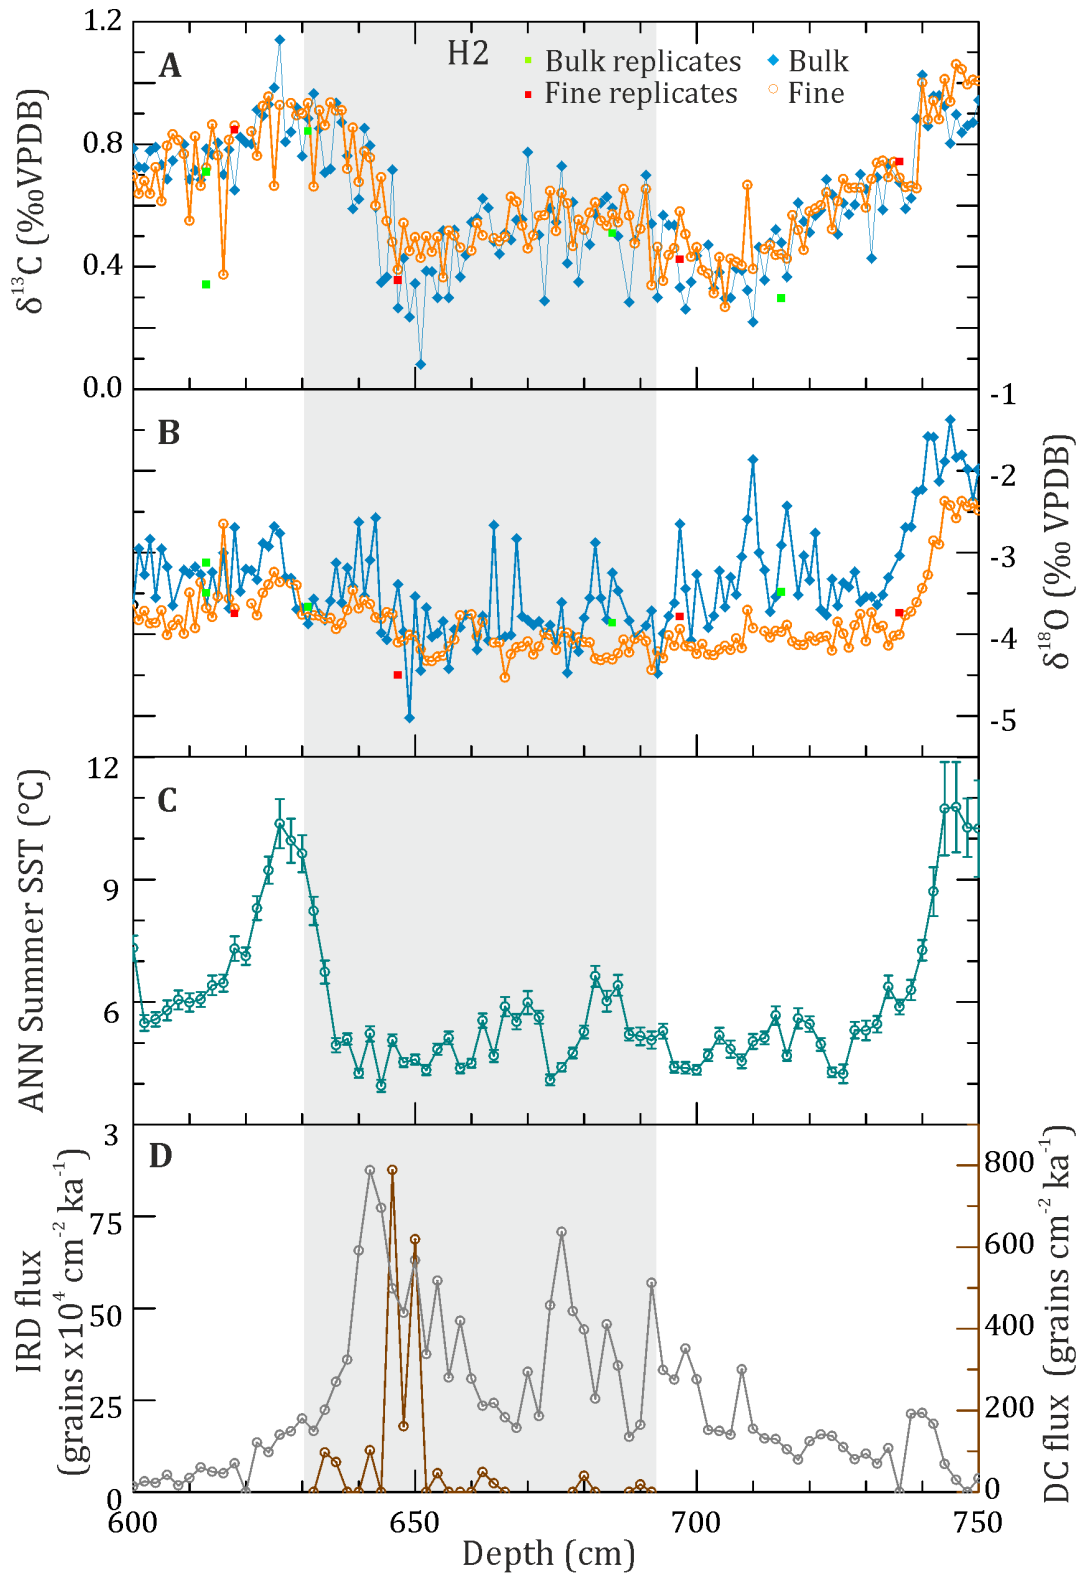 1.2
0.8
0.4
0.0
δ¹³C (‰VPDB)
A
H2
Bulk replicates
Bulk
Fine replicates
Fine
B
-1
-2
-3
-4
-5
δ¹⁸O (‰ VPDB)
12
9
6
ANN Summer SST (°C)
C
3
D
75
50
25
0
IRD flux
(grains x10⁴ cm⁻² ka⁻¹)
800
600
400
200
0
DC flux (grains cm⁻² ka⁻¹)
600
650
700
750
Depth (cm)